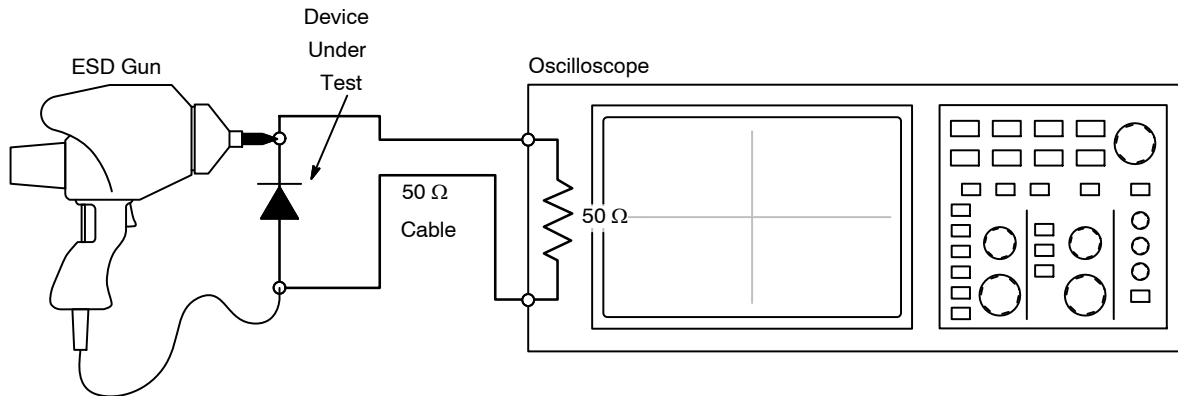 Device
Under
Test
ESD Gun
Oscilloscope
50 Ω
Cable
50 Ω